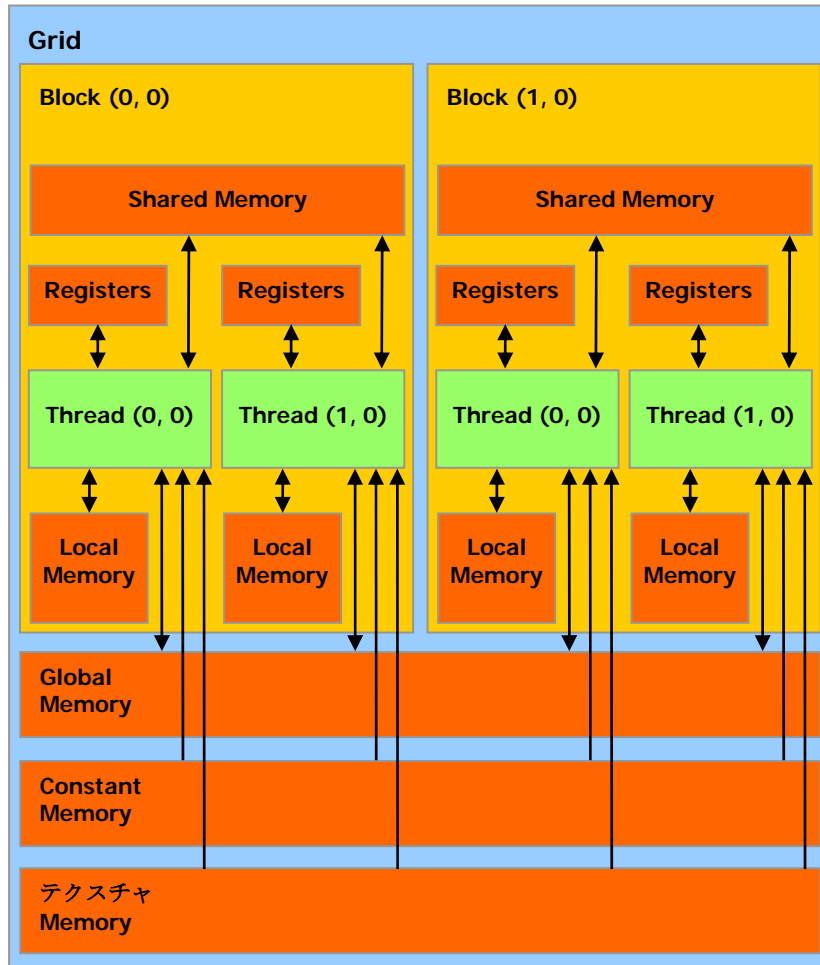 Grid
Block (0, 0)
Shared Memory
Registers
Registers
Thread (0, 0)
Thread (1, 0)
Local
Memory
Local
Memory
Block (1, 0)
Shared Memory
Registers
Registers
Thread (0, 0)
Thread (1, 0)
Local
Memory
Local
Memory
Global
Memory
Constant
Memory
テクスチャ
Memory